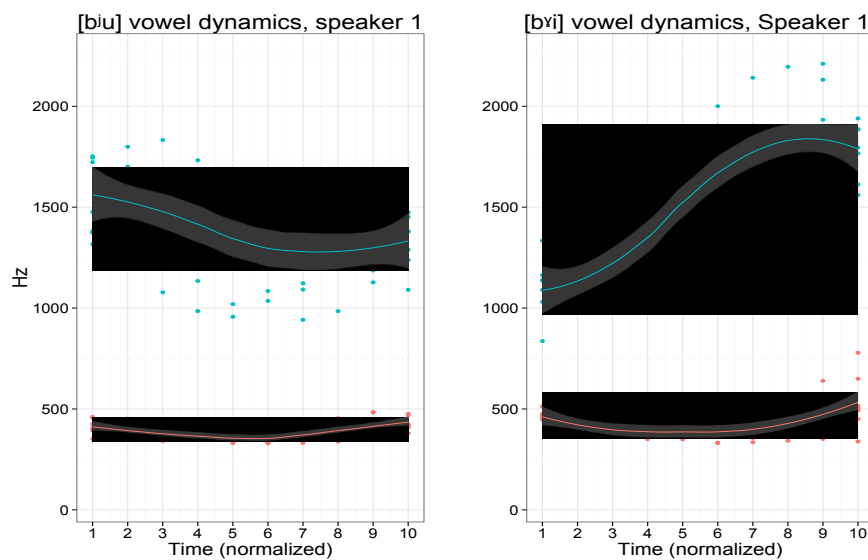 [bʲu] vowel dynamics, speaker 1
Hz
2000
1500
1000
500
0
1 2 3 4 5 6 7 8 9 10
Time (normalized)
[bˠi] vowel dynamics, Speaker 1
2000
1500
1000
500
0
1 2 3 4 5 6 7 8 9 10
Time (normalized)